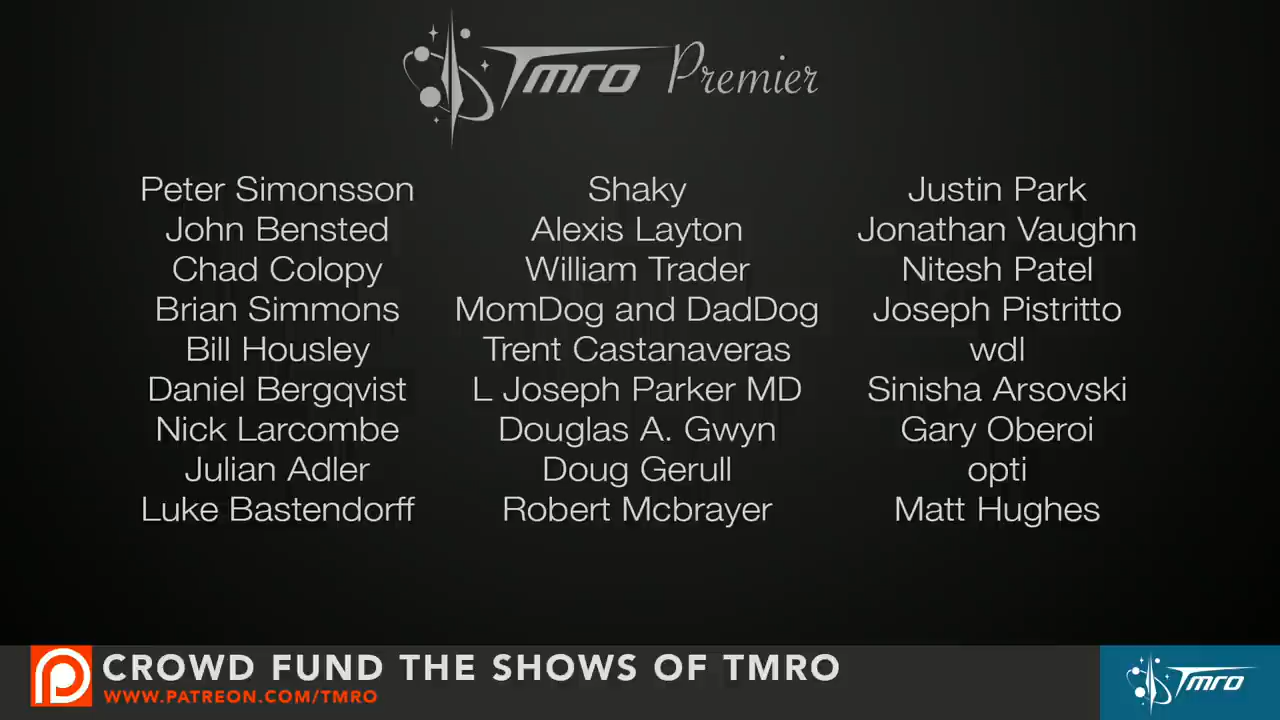 TMRO Premier
Peter Simonsson
John Bensted
Chad Colopy
Brian Simmons
Bill Housley
Daniel Bergqvist
Nick Larcombe
Julian Adler
Luke Bastendorff
Shaky
Alexis Layton
William Trader
MomDog and DadDog
Trent Castanaveras
L Joseph Parker MD
Douglas A. Gwyn
Doug Gerull
Robert Mcbrayer
Justin Park
Jonathan Vaughn
Nitesh Patel
Joseph Pistritto
wdl
Sinisha Arsovski
Gary Oberoi
opti
Matt Hughes
CROWD FUND THE SHOWS OF TMRO
WWW.PATREON.COM/TMRO
TMRO